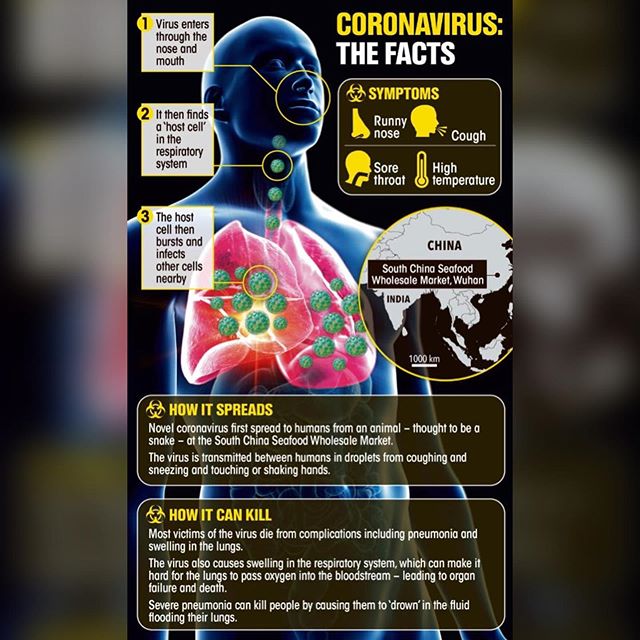 CORONAVIRUS:
THE FACTS
1 Virus enters
through the
nose and
mouth
2 It then finds
a 'host cell'
in the
respiratory
system
3 The host
cell then
bursts and
infects
other cells
nearby
SYMPTOMS
Runny
nose
Cough
Sore
throat
High
temperature
CHINA
South China Seafood
Wholesale Market, Wuhan
INDIA
1000 km
HOW IT SPREADS
Novel coronavirus first spread to humans from an animal – thought to be a
snake – at the South China Seafood Wholesale Market.
The virus is transmitted between humans in droplets from coughing and
sneezing and touching or shaking hands.
HOW IT CAN KILL
Most victims of the virus die from complications including pneumonia and
swelling in the lungs.
The virus also causes swelling in the respiratory system, which can make it
hard for the lungs to pass oxygen into the bloodstream – leading to organ
failure and death.
Severe pneumonia can kill people by causing them to 'drown' in the fluid
flooding their lungs.